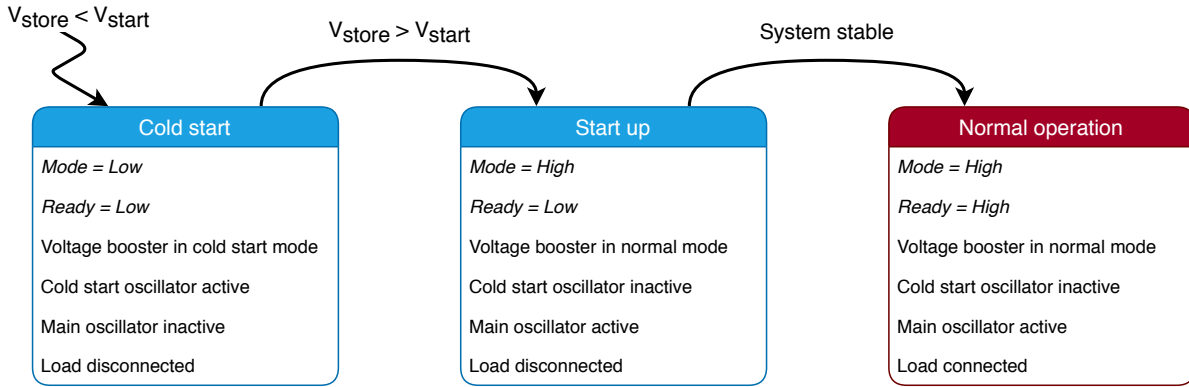 Vstore < Vstart
Vstore > Vstart
System stable
Cold start
Mode = Low
Ready = Low
Voltage booster in cold start mode
Cold start oscillator active
Main oscillator inactive
Load disconnected
Start up
Mode = High
Ready = Low
Voltage booster in normal mode
Cold start oscillator inactive
Main oscillator active
Load disconnected
Normal operation
Mode = High
Ready = High
Voltage booster in normal mode
Cold start oscillator inactive
Main oscillator active
Load connected